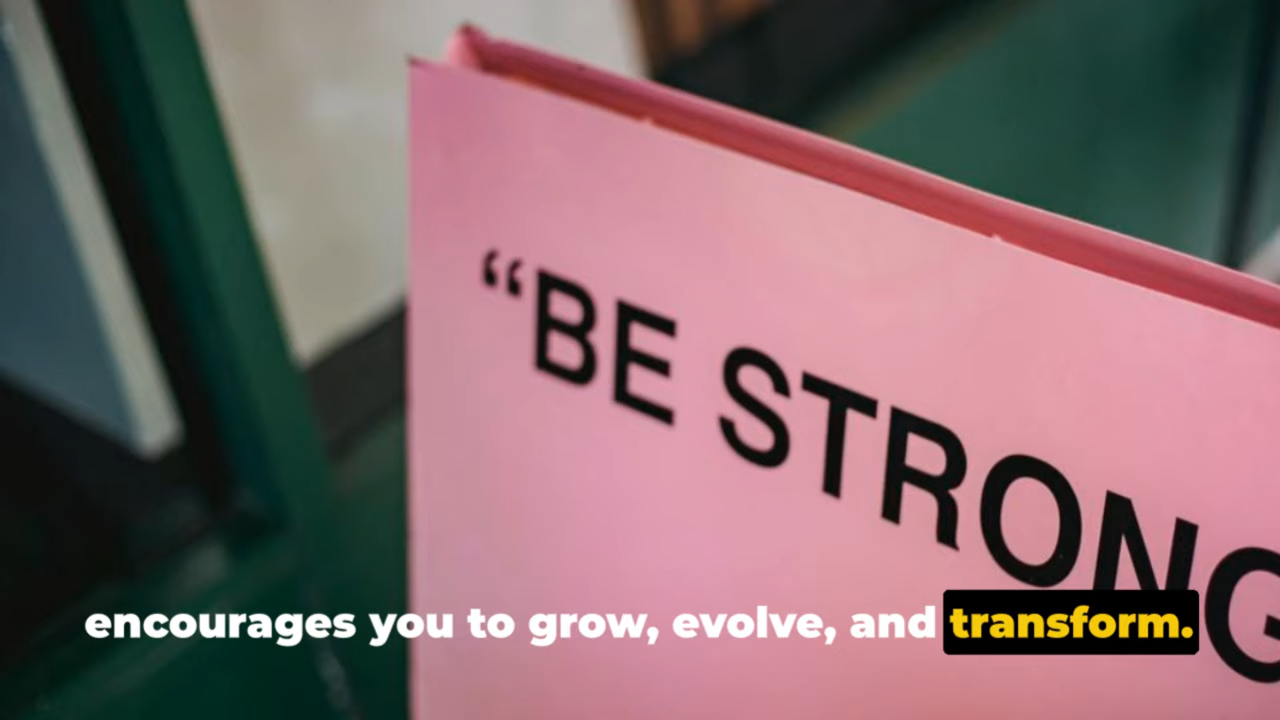 “BE STRONG
encourages you to grow, evolve, and transform.